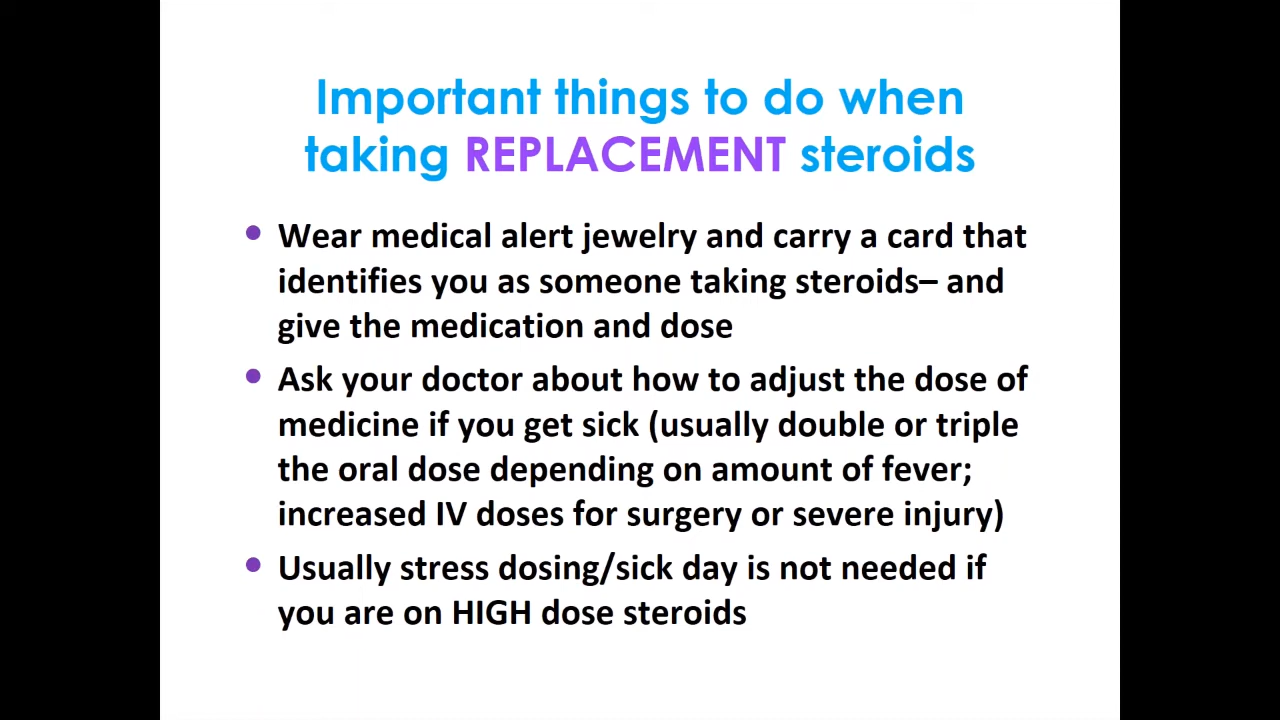 Important things to do when
taking REPLACEMENT steroids
• Wear medical alert jewelry and carry a card that
identifies you as someone taking steroids– and
give the medication and dose
• Ask your doctor about how to adjust the dose of
medicine if you get sick (usually double or triple
the oral dose depending on amount of fever;
increased IV doses for surgery or severe injury)
• Usually stress dosing/sick day is not needed if
you are on HIGH dose steroids